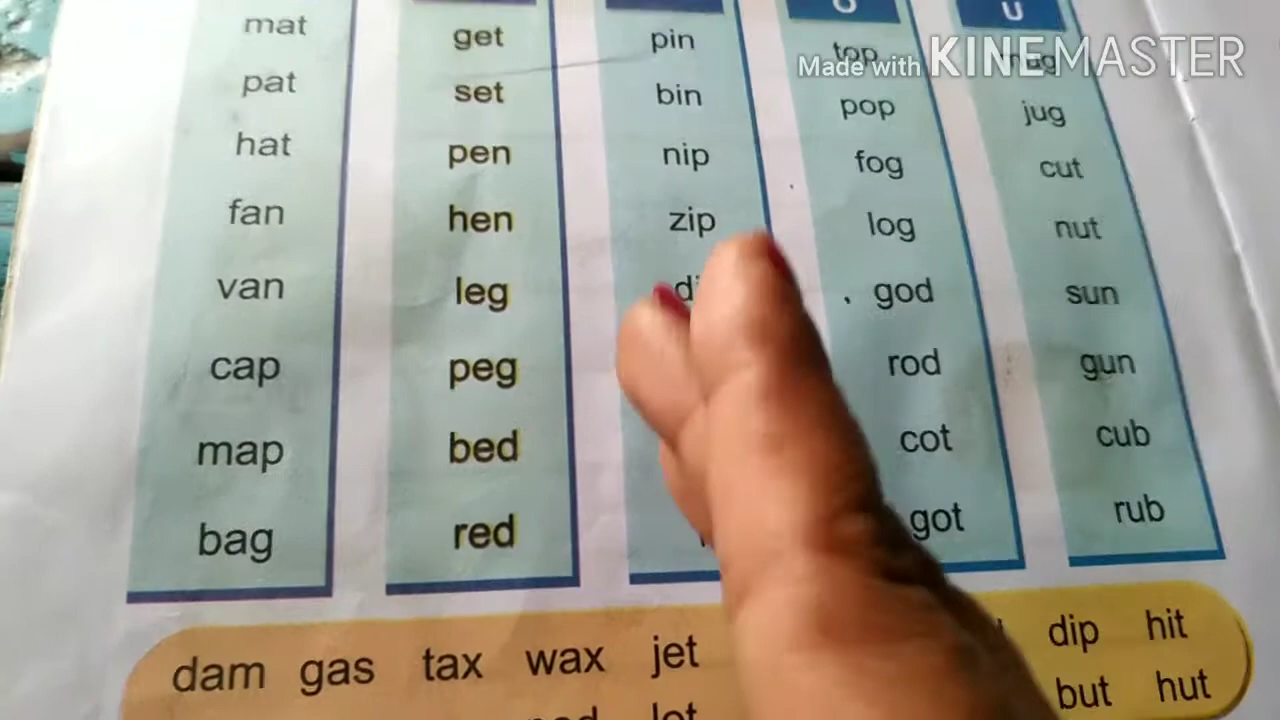 O U
mat get pin top mug
Made with KINEMASTER
pat set bin pop jug
hat pen nip fog cut
fan hen zip log nut
van leg god sun
cap peg rod gun
map bed cot cub
bag red got rub
dam gas tax wax jet dip hit
but hut